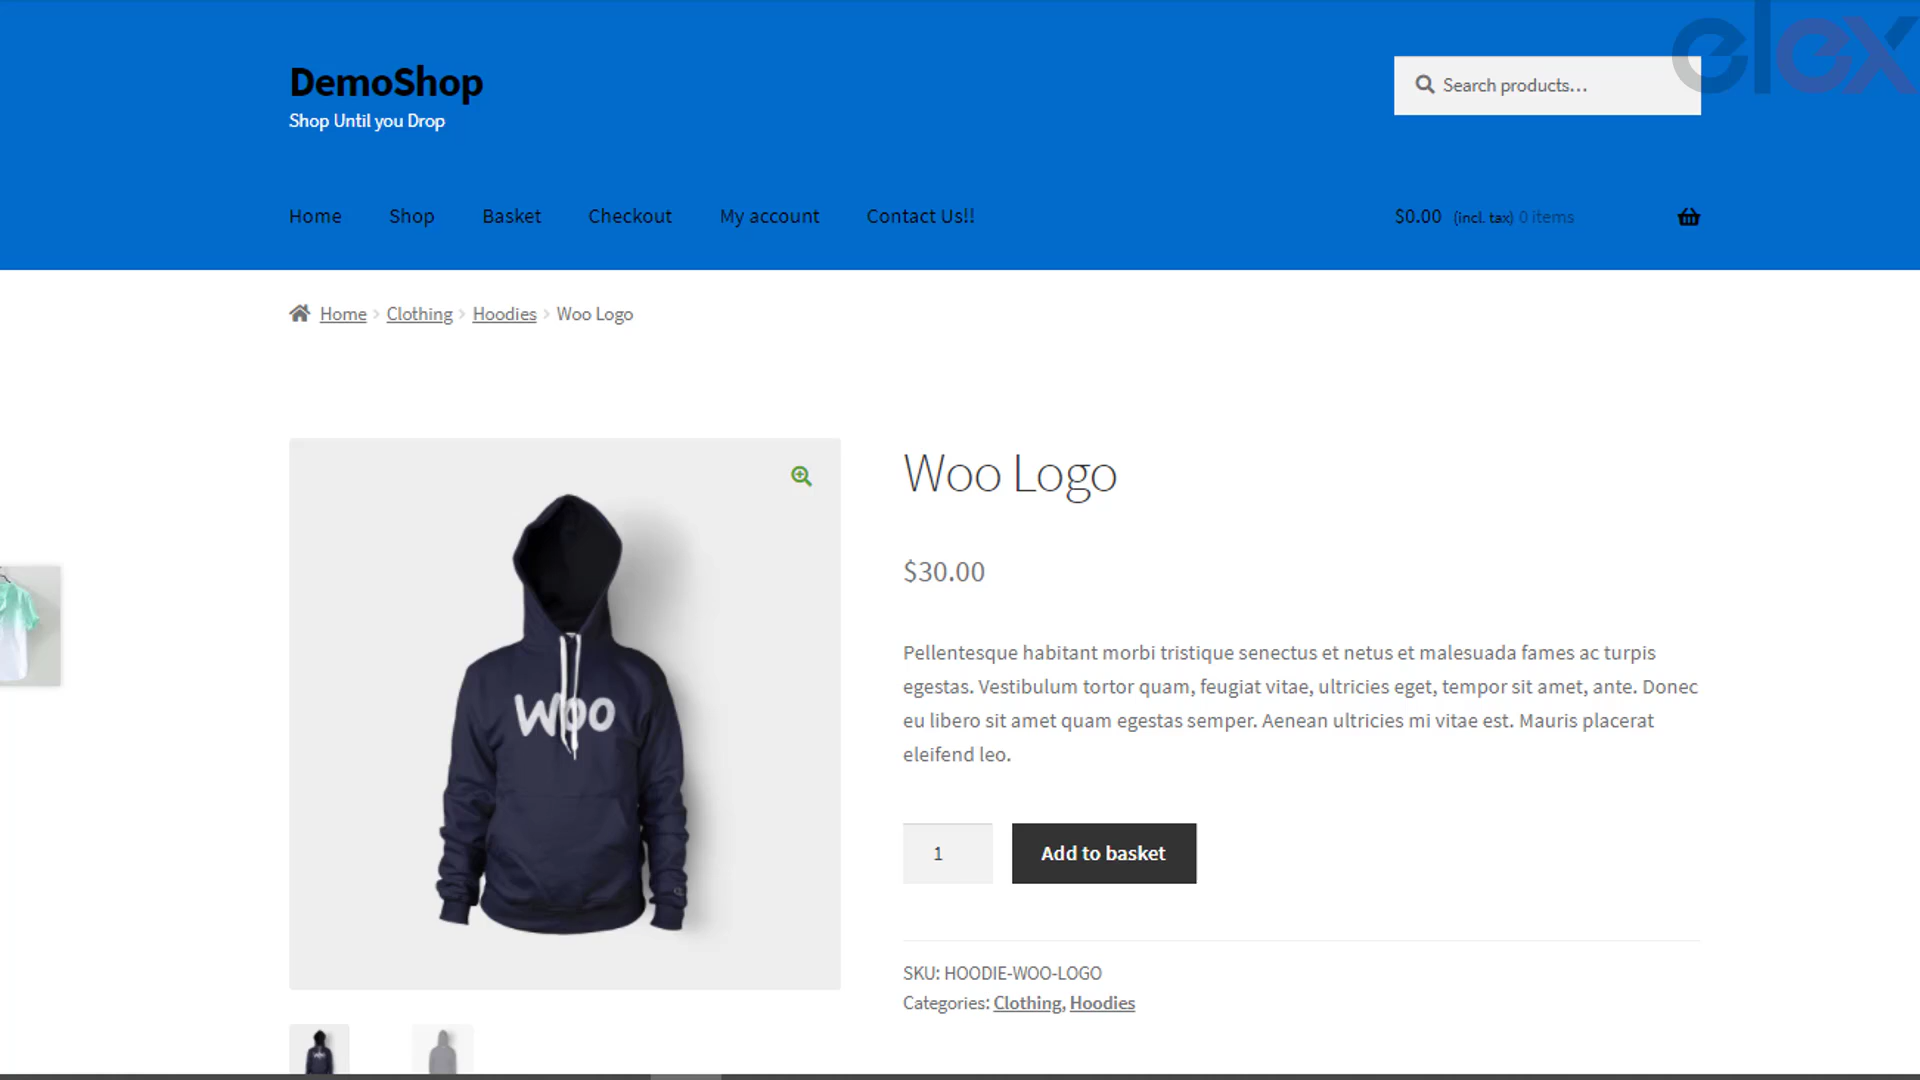 elex
DemoShop
Shop Until you Drop
Search products...
Home Shop Basket Checkout My account Contact Us!!
$0.00 (incl. tax) 0 items
Home Clothing Hoodies Woo Logo
Woo Logo
$30.00
Pellentesque habitant morbi tristique senectus et netus et malesuada fames ac turpis
egestas. Vestibulum tortor quam, feugiat vitae, ultricies eget, tempor sit amet, ante. Donec
eu libero sit amet quam egestas semper. Aenean ultricies mi vitae est. Mauris placerat
eleifend leo.
Woo
1
Add to basket
SKU: HOODIE-WOO-LOGO
Categories: Clothing, Hoodies